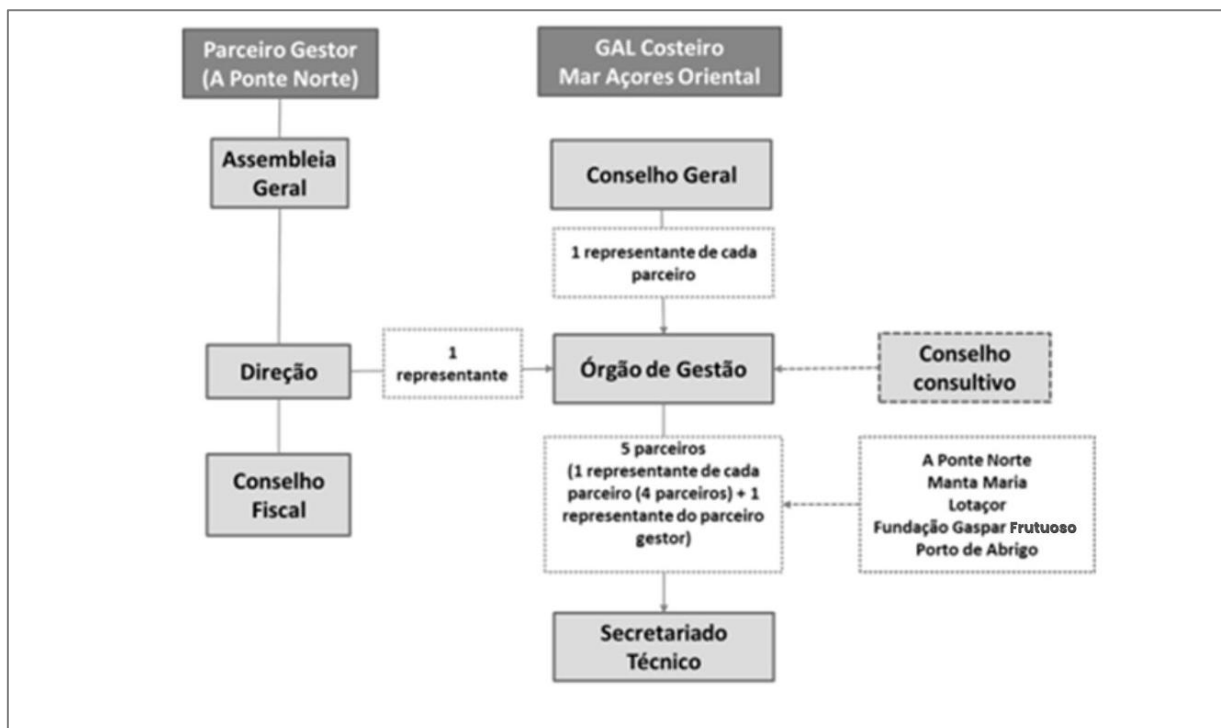 Parceiro Gestor
(A Ponte Norte)
GAL Costeiro
Mar Açores Oriental
Assembleia
Geral
Conselho Geral
1 representante de cada
parceiro
Direção
1
representante
Órgão de Gestão
Conselho
consultivo
Conselho
Fiscal
5 parceiros
(1 representante de cada
parceiro (4 parceiros) + 1
representante do parceiro
gestor)
A Ponte Norte
Manta Maria
Lotaçor
Fundação Gaspar Frutuoso
Porto de Abrigo
Secretariado
Técnico